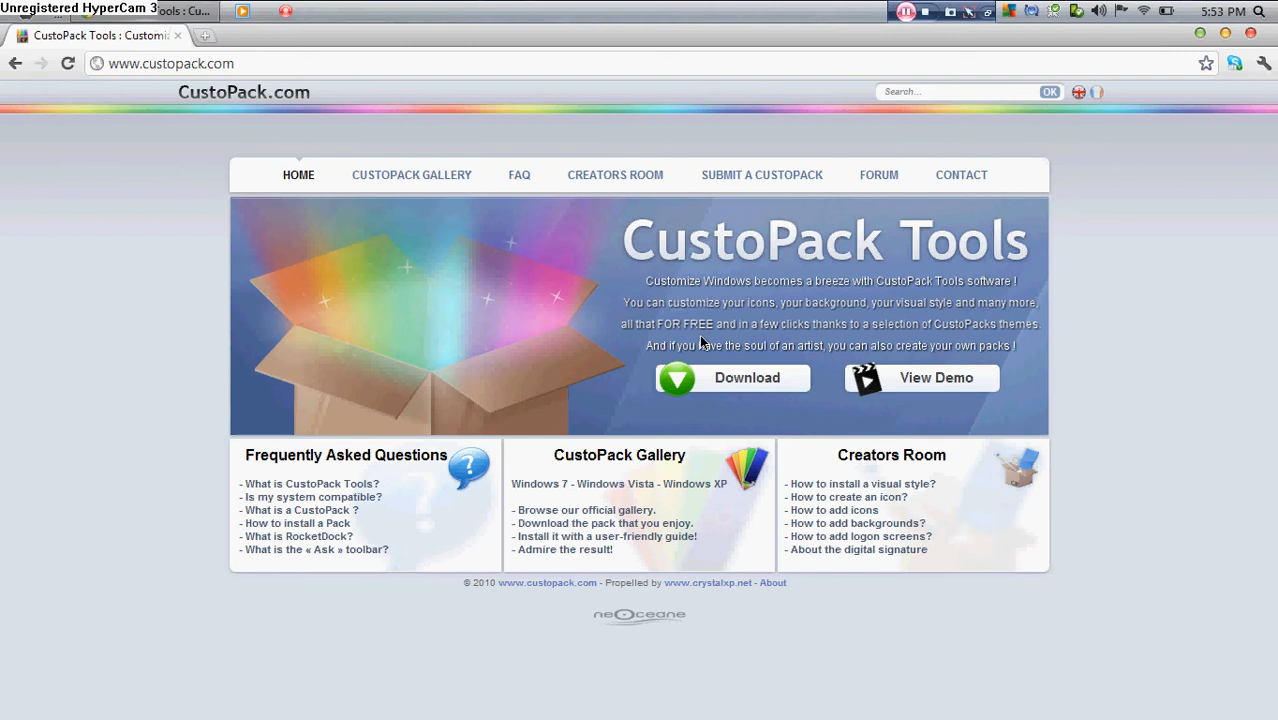 Unregistered HyperCam 3
Tools : Cu...
5:53 PM
CustoPack Tools : Customi
www.custopack.com
CustoPack.com
Search...
OK
HOME
CUSTOPACK GALLERY
FAQ
CREATORS ROOM
SUBMIT A CUSTOPACK
FORUM
CONTACT
CustoPack Tools
Customize Windows becomes a breeze with CustoPack Tools software !
You can customize your icons, your background, your visual style and many more,
all that FOR FREE and in a few clicks thanks to a selection of CustoPacks themes.
And if you have the soul of an artist, you can also create your own packs !
Download
View Demo
Frequently Asked Questions
- What is CustoPack Tools?
- Is my system compatible?
- What is a CustoPack ?
- How to install a Pack
- What is RocketDock?
- What is the « Ask » toolbar?
CustoPack Gallery
Windows 7 - Windows Vista - Windows XP
- Browse our official gallery.
- Download the pack that you enjoy.
- Install it with a user-friendly guide!
- Admire the result!
Creators Room
- How to install a visual style?
- How to create an icon?
- How to add icons
- How to add backgrounds?
- How to add logon screens?
- About the digital signature
© 2010 www.custopack.com - Propelled by www.crystalxp.net - About
neOceane